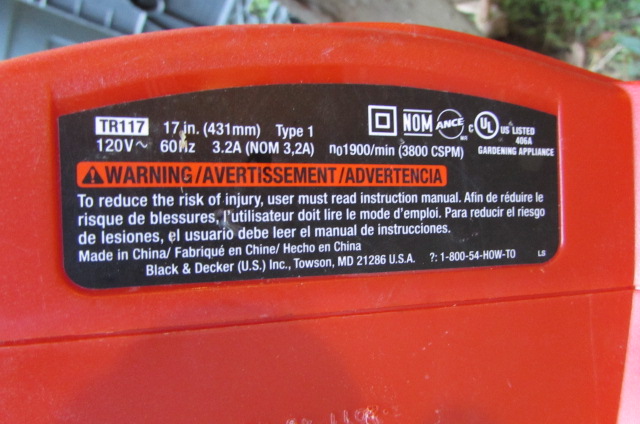 TR117 17 in. (431mm) Type 1 NOM ANCE c UL US LISTED
120V~ 60Hz 3.2A (NOM 3,2A) no1900/min (3800 CSPM) 406A
GARDENING APPLIANCE
WARNING/AVERTISSEMENT/ADVERTENCIA
To reduce the risk of injury, user must read instruction manual. Afin de réduire le
risque de blessures, l'utilisateur doit lire le mode d'emploi. Para reducir el riesgo
de lesiones, el usuario debe leer el manual de instrucciones.
Made in China/ Fabriqué en Chine/ Hecho en China
Black & Decker (U.S.) Inc., Towson, MD 21286 U.S.A. ?: 1-800-54-HOW-TO LS